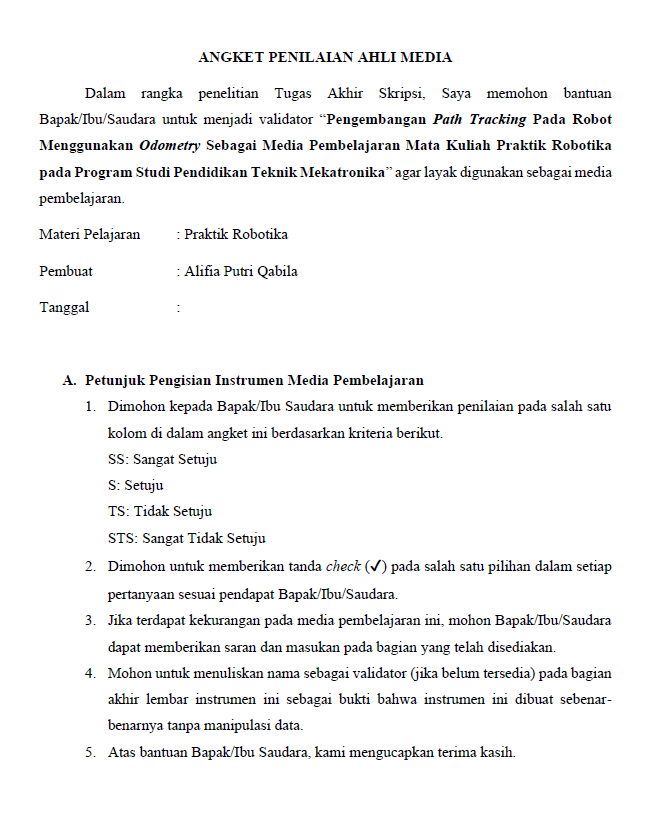 ANGKET PENILAIAN AHLI MEDIA
Dalam rangka penelitian Tugas Akhir Skripsi, Saya memohon bantuan
Bapak/Ibu/Saudara untuk menjadi validator “Pengembangan Path Tracking Pada Robot
Menggunakan Odometry Sebagai Media Pembelajaran Mata Kuliah Praktik Robotika
pada Program Studi Pendidikan Teknik Mekatronika” agar layak digunakan sebagai media
pembelajaran.
Materi Pelajaran : Praktik Robotika
Pembuat : Alifia Putri Qabila
Tanggal :
A. Petunjuk Pengisian Instrumen Media Pembelajaran
1. Dimohon kepada Bapak/Ibu Saudara untuk memberikan penilaian pada salah satu
kolom di dalam angket ini berdasarkan kriteria berikut.
SS: Sangat Setuju
S: Setuju
TS: Tidak Setuju
STS: Sangat Tidak Setuju
2. Dimohon untuk memberikan tanda check (✓) pada salah satu pilihan dalam setiap
pertanyaan sesuai pendapat Bapak/Ibu/Saudara.
3. Jika terdapat kekurangan pada media pembelajaran ini, mohon Bapak/Ibu/Saudara
dapat memberikan saran dan masukan pada bagian yang telah disediakan.
4. Mohon untuk menuliskan nama sebagai validator (jika belum tersedia) pada bagian
akhir lembar instrumen ini sebagai bukti bahwa instrumen ini dibuat sebenar-
benarnya tanpa manipulasi data.
5. Atas bantuan Bapak/Ibu Saudara, kami mengucapkan terima kasih.